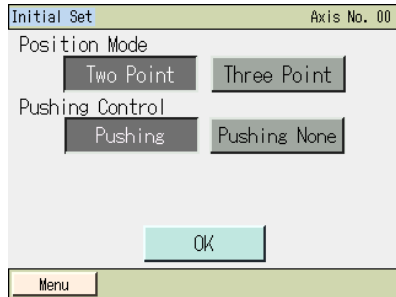 Initial Set Axis No. 00
Position Mode
Two Point Three Point
Pushing Control
Pushing Pushing None
OK
Menu